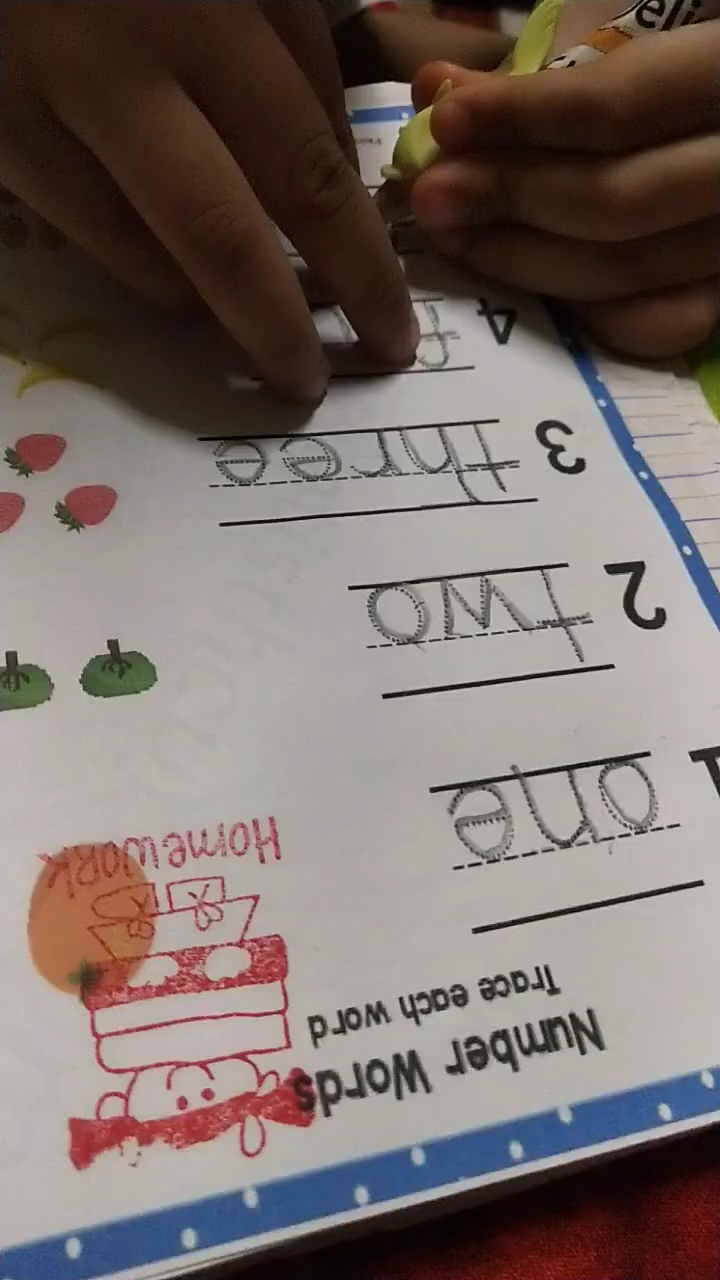 Number Words
Trace each word
Homework
1 one
2 two
3 three
4 f